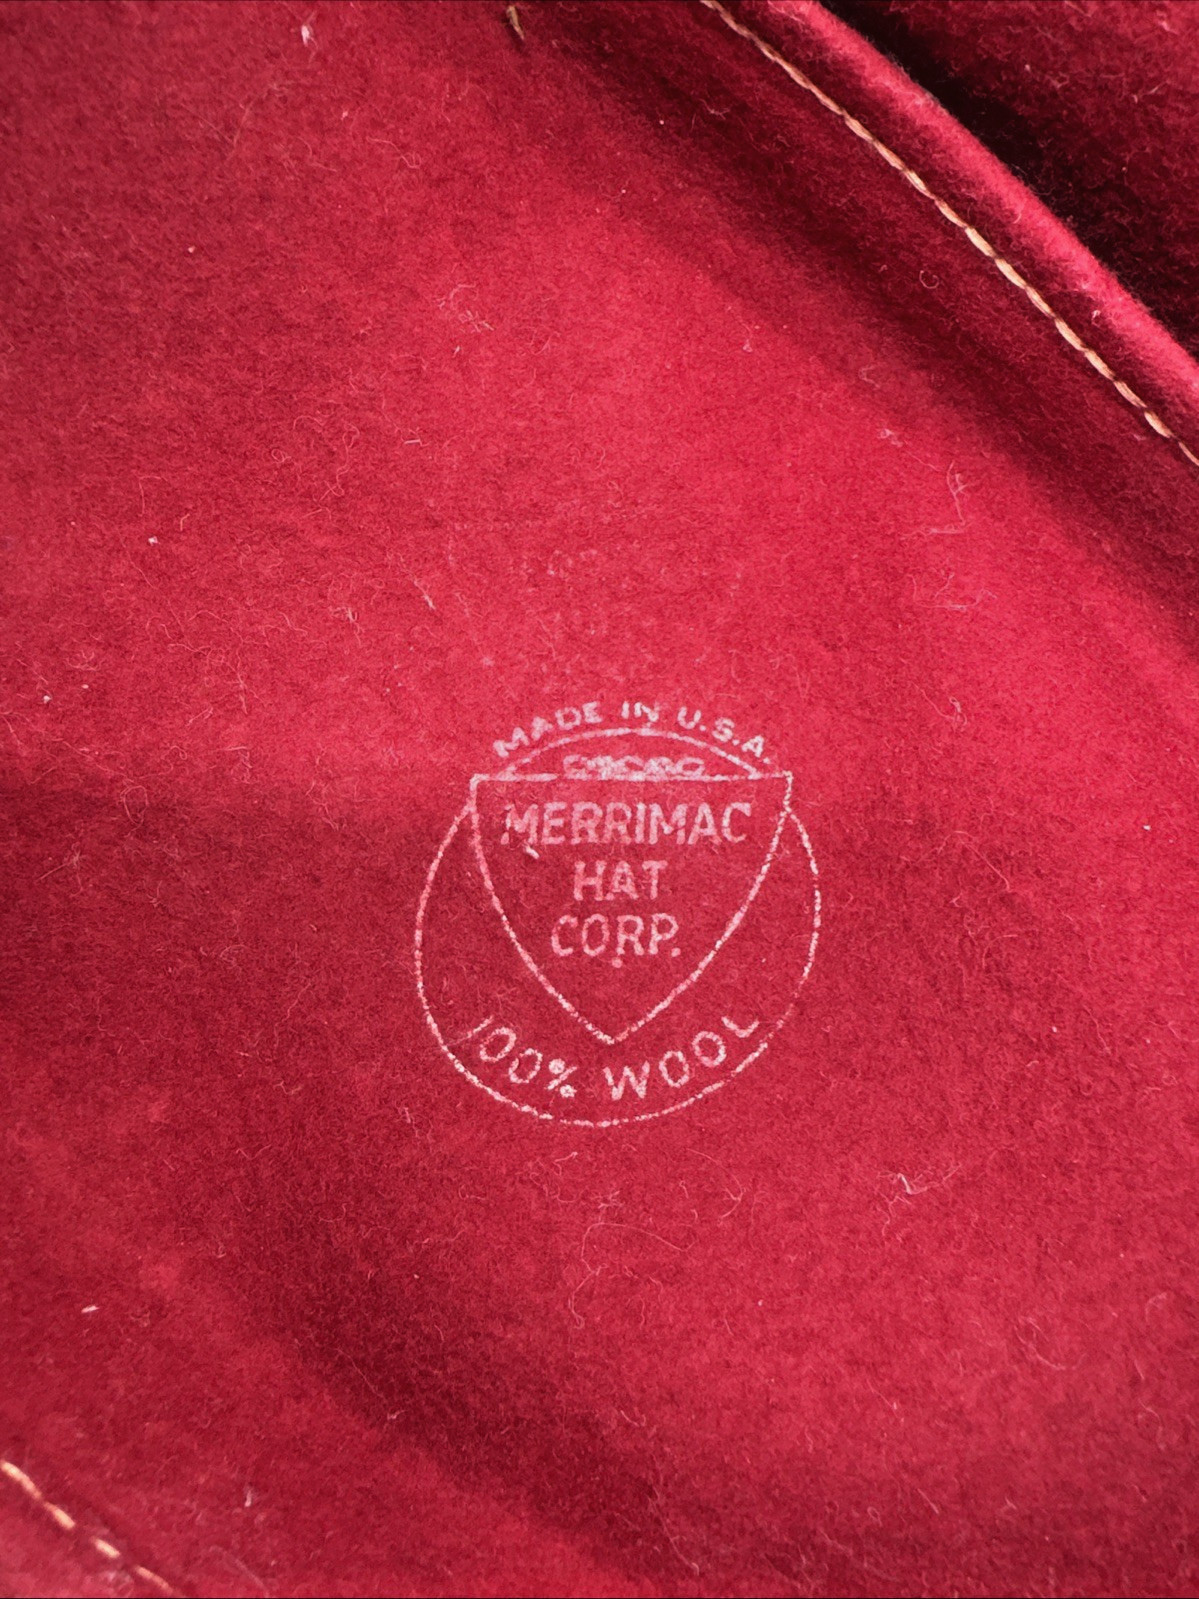 MADE IN U.S.A.
MERRIMAC
HAT
CORP.
100% WOOL